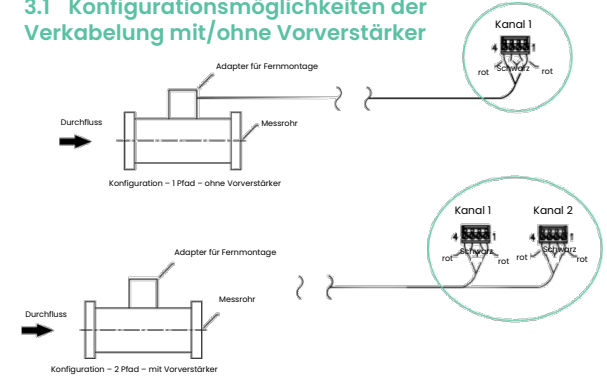 3.1 Konfigurationsmöglichkeiten der
Verkabelung mit/ohne Vorverstärker
Kanal 1
4 1
rot Schwarz rot
Adapter für Fernmontage
Durchfluss
Messrohr
Konfiguration – 1 Pfad – ohne Vorverstärker
Kanal 1 Kanal 2
4 1 4 1
rot Schwarz rot rot Schwarz rot
Adapter für Fernmontage
Messrohr
Durchfluss
Konfiguration – 2 Pfad – mit Vorverstärker